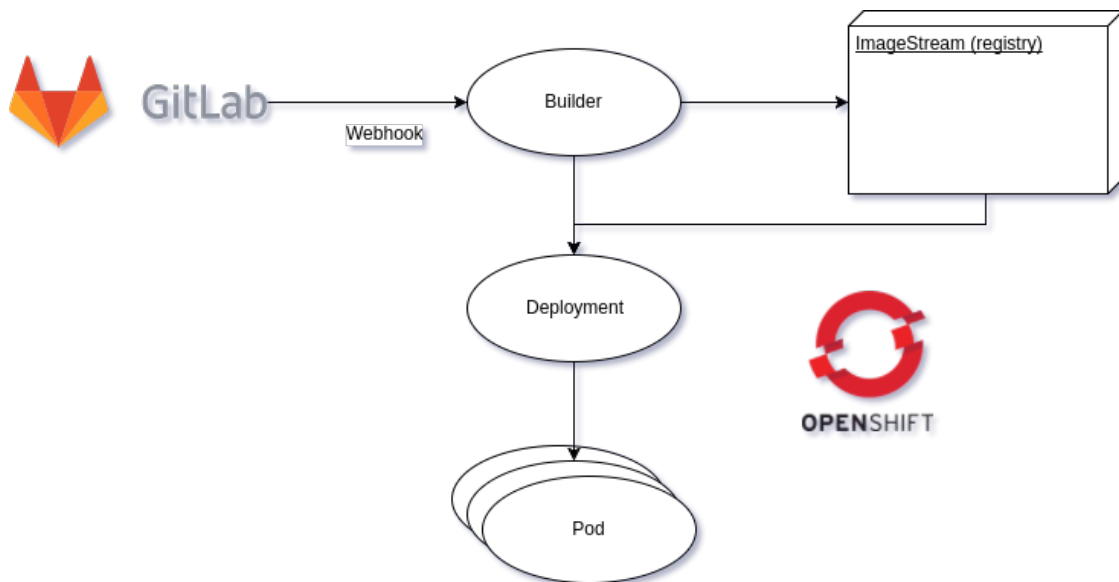 ImageStream (registry)
GitLab
Builder
Webhook
Deployment
OPENSHIFT
Pod